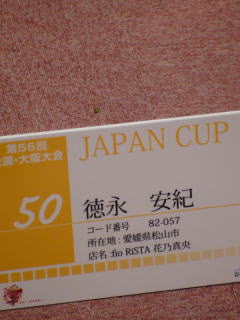 第56回
全国・大阪大会
JAPAN CUP
50
徳永 安紀
コード番号 82-057
所在地:愛媛県松山市
店名:fio RiSTA 花乃真央